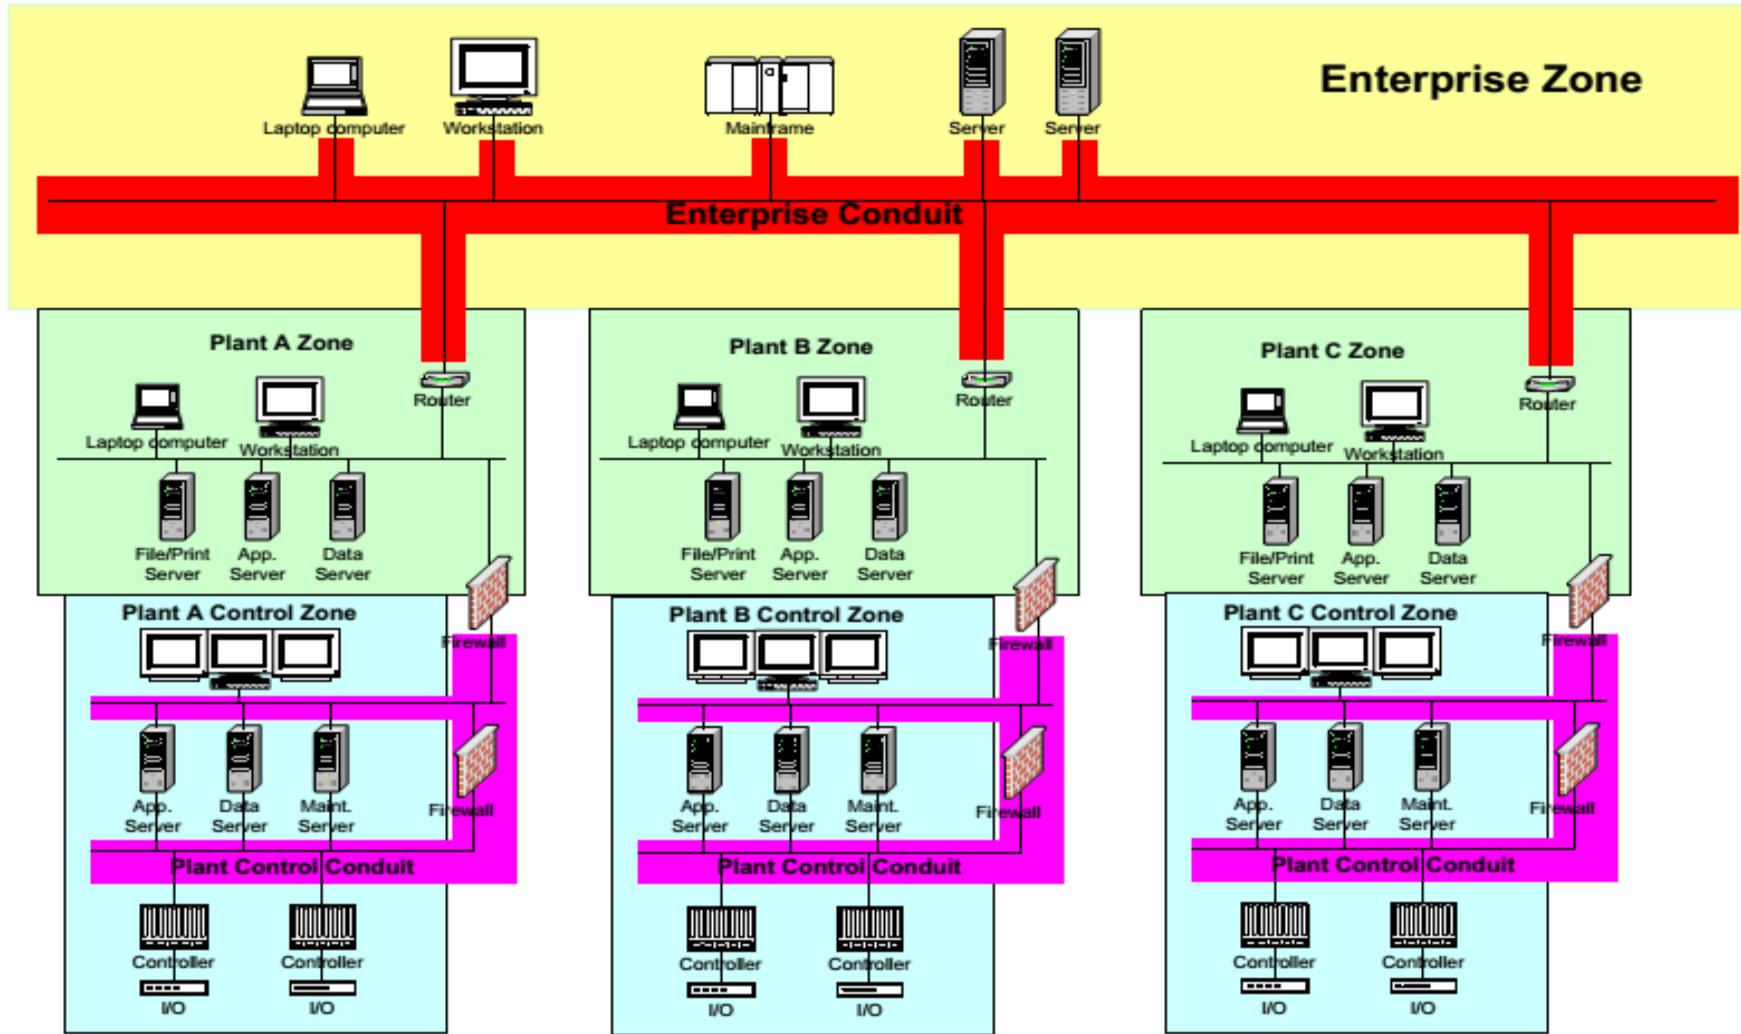 Enterprise Zone
Laptop computer
Workstation
Mainframe
Server
Server
Enterprise Conduit
Plant A Zone
Router
Laptop computer
Workstation
File/Print
Server
App.
Server
Data
Server
Plant A Control Zone
Firewall
App.
Server
Data
Server
Maint.
Server
Firewall
Plant Control Conduit
Controller
Controller
I/O
I/O
Plant B Zone
Router
Laptop computer
Workstation
File/Print
Server
App.
Server
Data
Server
Plant B Control Zone
Firewall
App.
Server
Data
Server
Maint.
Server
Firewall
Plant Control Conduit
Controller
Controller
I/O
I/O
Plant C Zone
Router
Laptop computer
Workstation
File/Print
Server
App.
Server
Data
Server
Plant C Control Zone
Firewall
App.
Server
Data
Server
Maint.
Server
Firewall
Plant Control Conduit
Controller
Controller
I/O
I/O